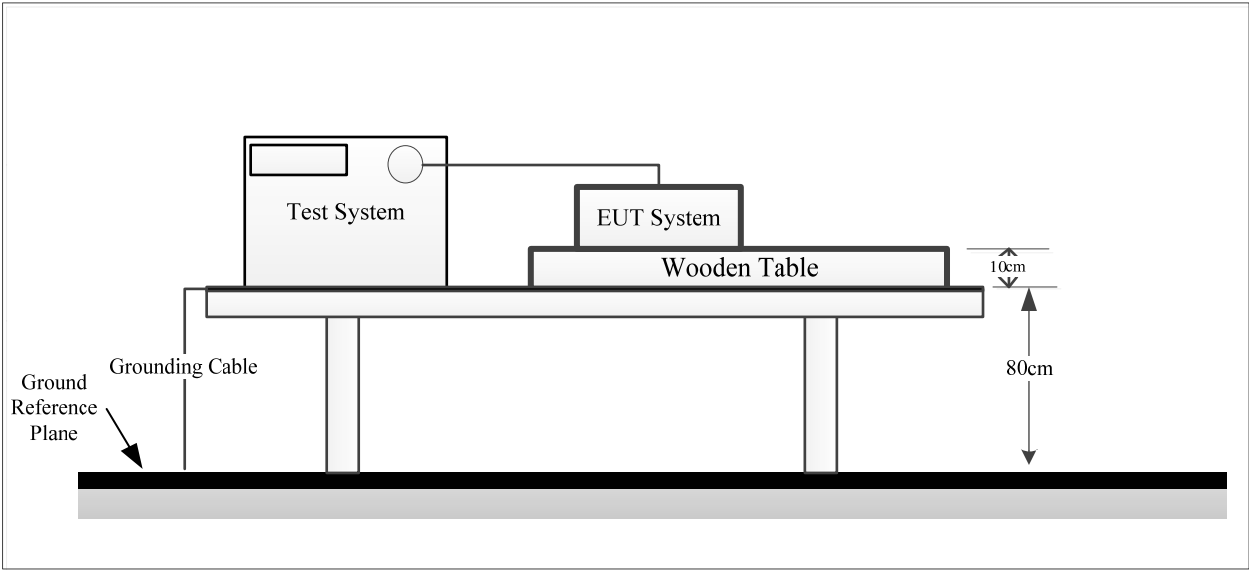 Test System
EUT System
Wooden Table
10cm
Grounding Cable
80cm
Ground
Reference
Plane